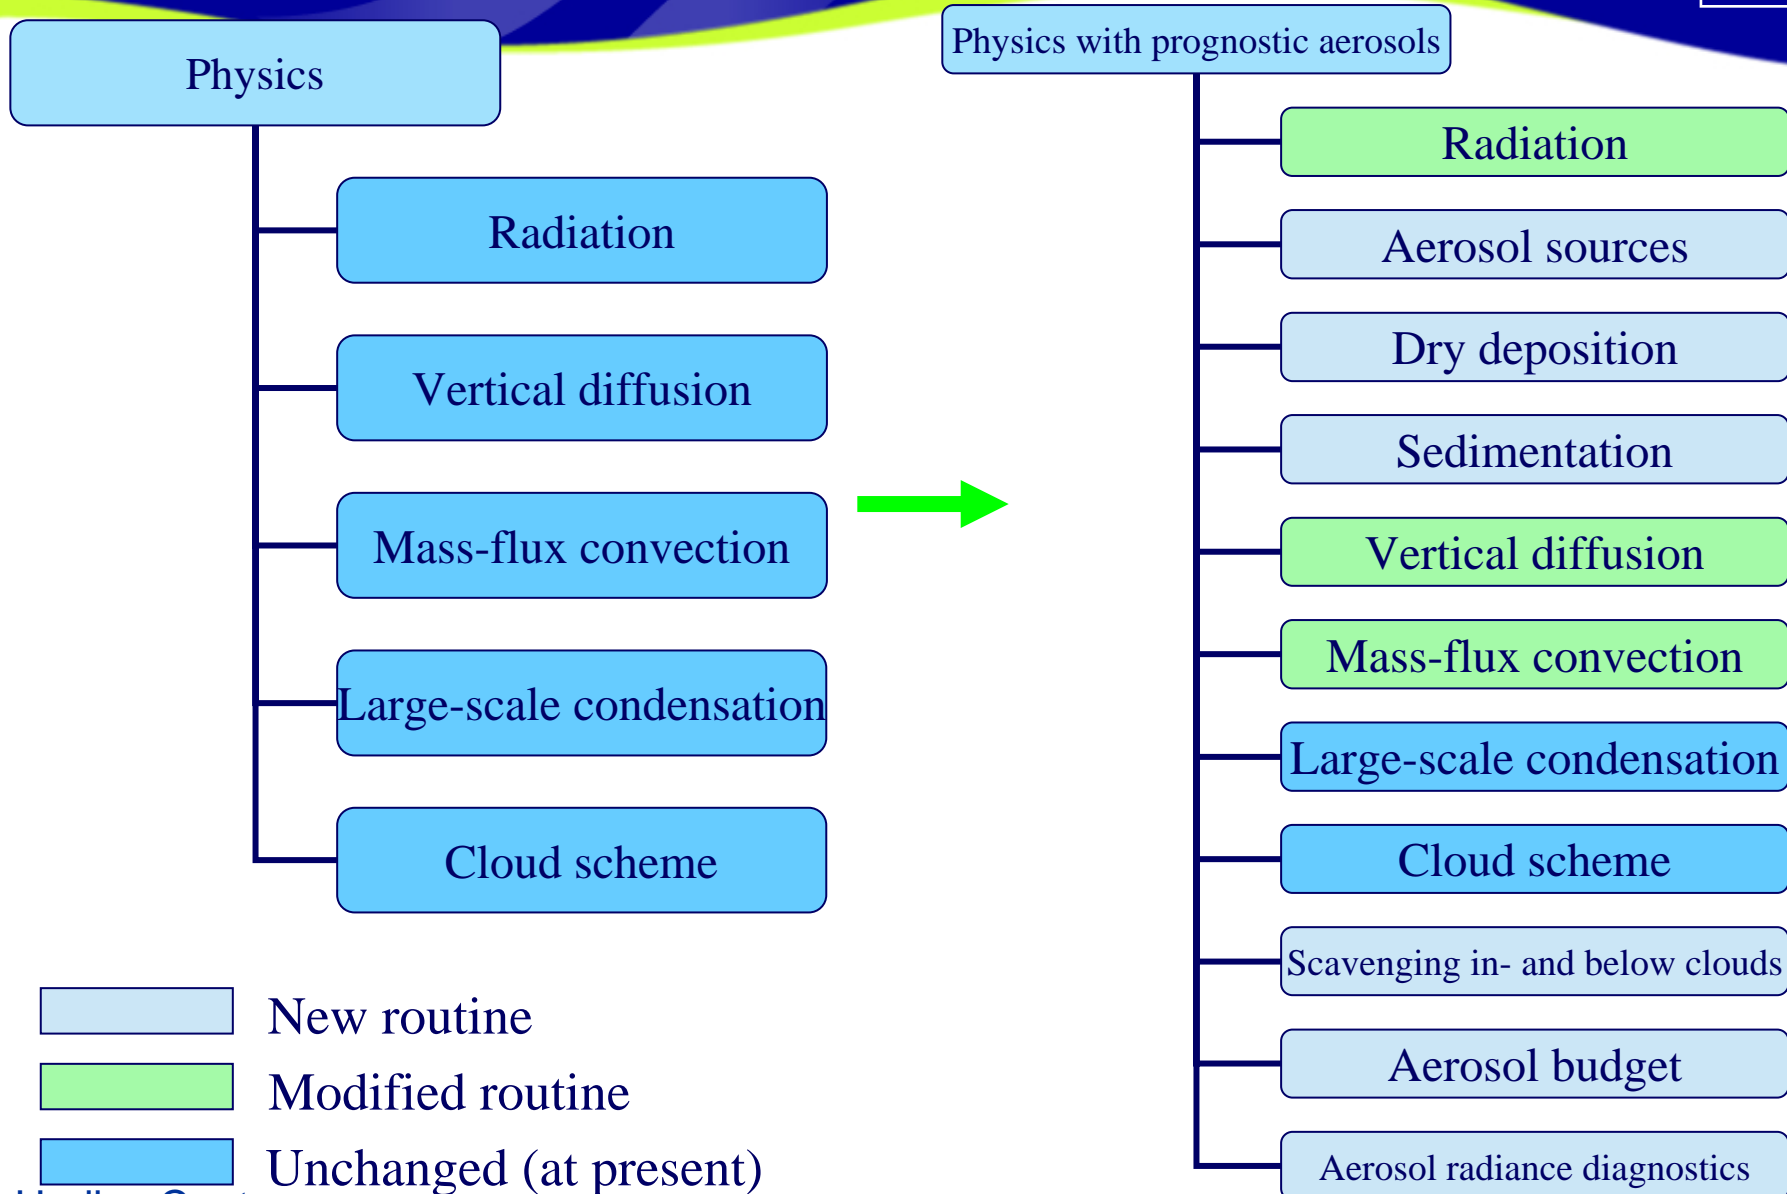 Physics
Radiation
Vertical diffusion
Mass-flux convection
Large-scale condensation
Cloud scheme
Physics with prognostic aerosols
Radiation
Aerosol sources
Dry deposition
Sedimentation
Vertical diffusion
Mass-flux convection
Large-scale condensation
Cloud scheme
Scavenging in- and below clouds
Aerosol budget
Aerosol radiance diagnostics
New routine
Modified routine
Unchanged (at present)